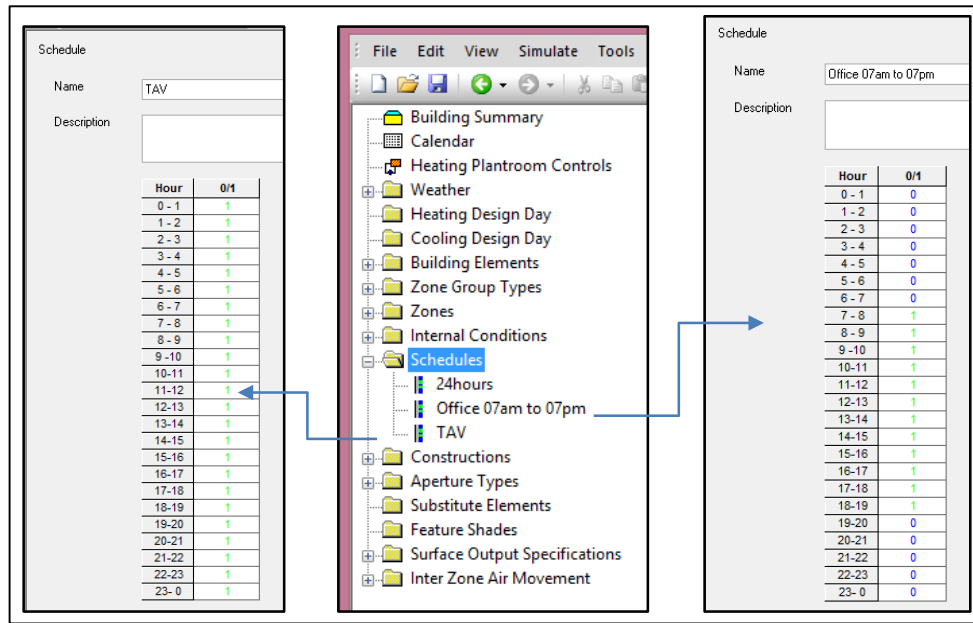 Schedule
Name TAV
Description
Hour 0/1
0 - 1 1
1 - 2 1
2 - 3 1
3 - 4 1
4 - 5 1
5 - 6 1
6 - 7 1
7 - 8 1
8 - 9 1
9 -10 1
10-11 1
11-12 1
12-13 1
13-14 1
14-15 1
15-16 1
16-17 1
17-18 1
18-19 1
19-20 1
20-21 1
21-22 1
22-23 1
23- 0 1
File Edit View Simulate Tools
Building Summary
Calendar
Heating Plantroom Controls
Weather
Heating Design Day
Cooling Design Day
Building Elements
Zone Group Types
Zones
Internal Conditions
Schedules
24hours
Office 07am to 07pm
TAV
Constructions
Aperture Types
Substitute Elements
Feature Shades
Surface Output Specifications
Inter Zone Air Movement
Schedule
Name Office 07am to 07pm
Description
Hour 0/1
0 - 1 0
1 - 2 0
2 - 3 0
3 - 4 0
4 - 5 0
5 - 6 0
6 - 7 0
7 - 8 1
8 - 9 1
9 -10 1
10-11 1
11-12 1
12-13 1
13-14 1
14-15 1
15-16 1
16-17 1
17-18 1
18-19 1
19-20 0
20-21 0
21-22 0
22-23 0
23- 0 0